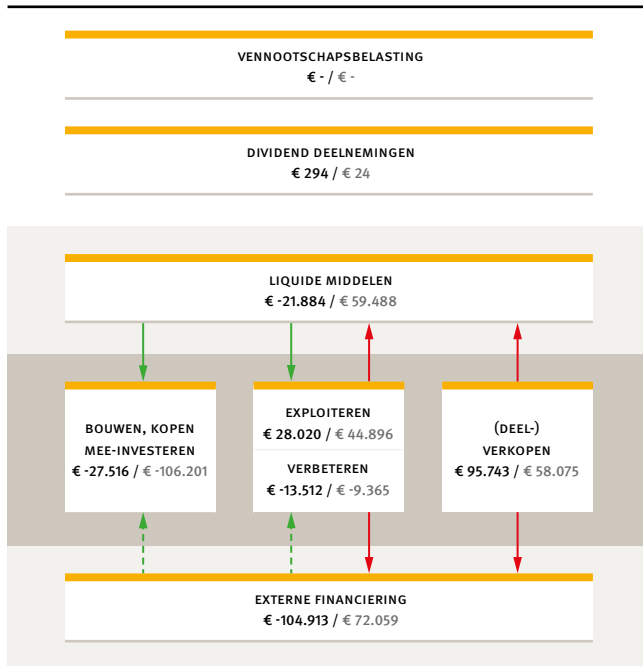 VENNOOTSCHAPSBELASTING
€ - / € -
DIVIDEND DEELNEMINGEN
€ 294 / € 24
LIQUIDE MIDDELEN
€ -21.884 / € 59.488
BOUWEN, KOPEN
MEE-INVESTEREN
€ -27.516 / € -106.201
EXPLOITEREN
€ 28.020 / € 44.896
VERBETEREN
€ -13.512 / € -9.365
(DEEL-)
VERKOPEN
€ 95.743 / € 58.075
EXTERNE FINANCIERING
€ -104.913 / € 72.059